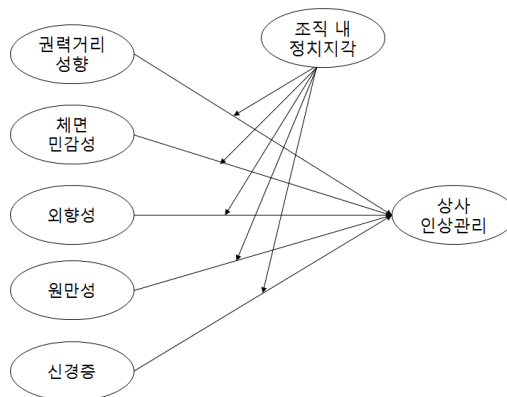 조직 내
정치지각
권력거리
성향
체면
민감성
외향성
상사
인상관리
원만성
신경증